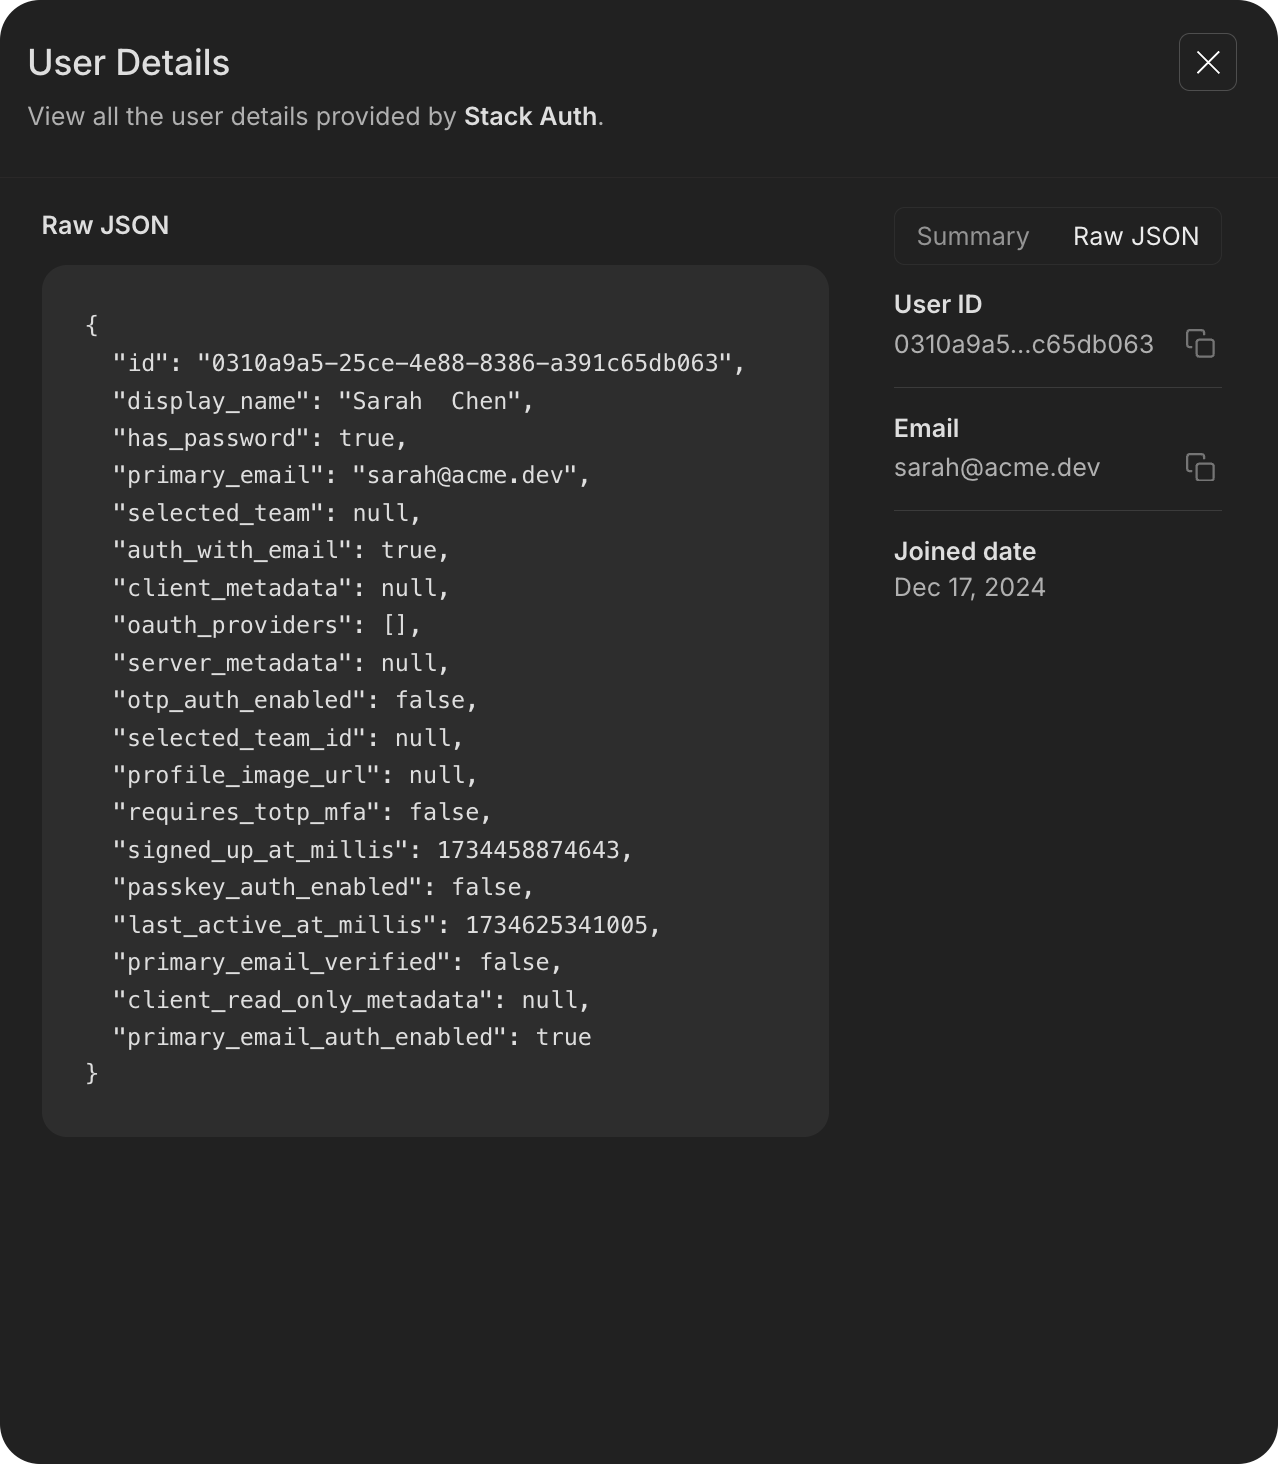 User Details
View all the user details provided by Stack Auth.
Raw JSON
{
  "id": "0310a9a5-25ce-4e88-8386-a391c65db063",
  "display_name": "Sarah  Chen",
  "has_password": true,
  "primary_email": "sarah@acme.dev",
  "selected_team": null,
  "auth_with_email": true,
  "client_metadata": null,
  "oauth_providers": [],
  "server_metadata": null,
  "otp_auth_enabled": false,
  "selected_team_id": null,
  "profile_image_url": null,
  "requires_totp_mfa": false,
  "signed_up_at_millis": 1734458874643,
  "passkey_auth_enabled": false,
  "last_active_at_millis": 1734625341005,
  "primary_email_verified": false,
  "client_read_only_metadata": null,
  "primary_email_auth_enabled": true
}
Summary Raw JSON
User ID
0310a9a5...c65db063
Email
sarah@acme.dev
Joined date
Dec 17, 2024